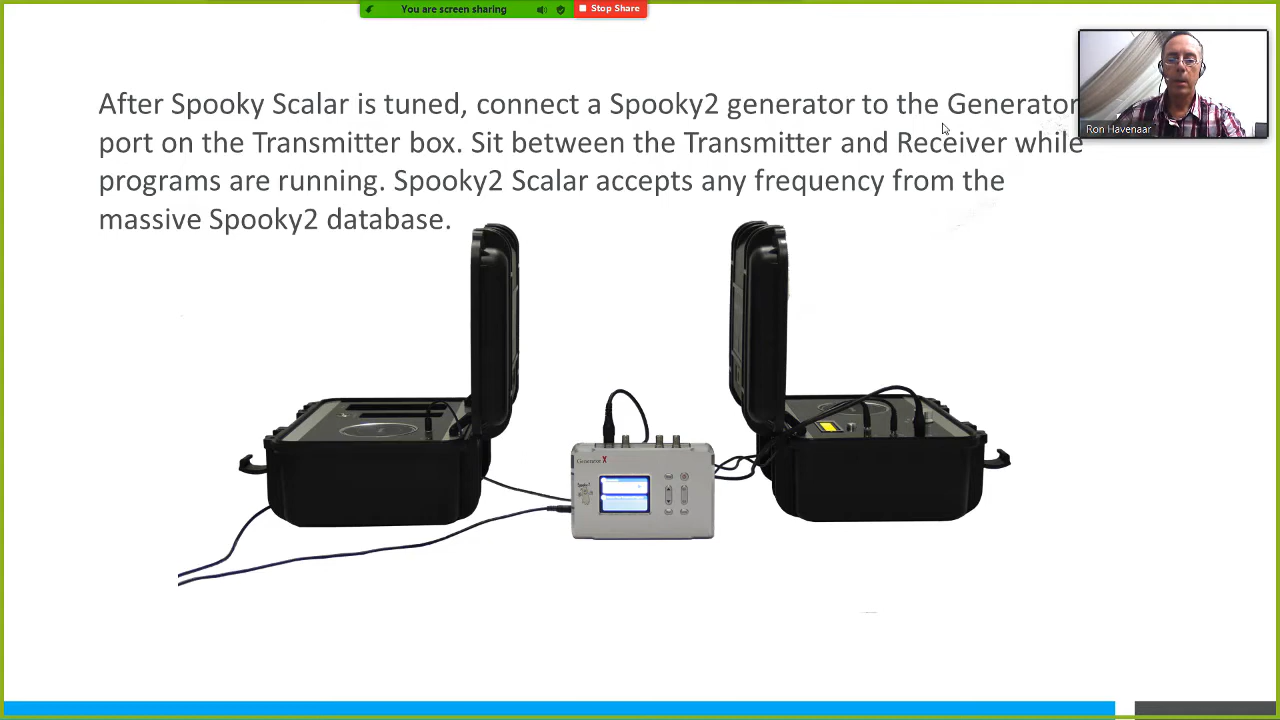 You are screen sharing
Stop Share
After Spooky Scalar is tuned, connect a Spooky2 generator to the Generator
port on the Transmitter box. Sit between the Transmitter and Receiver while
programs are running. Spooky2 Scalar accepts any frequency from the
massive Spooky2 database.
Ron Havenaar
Generator X